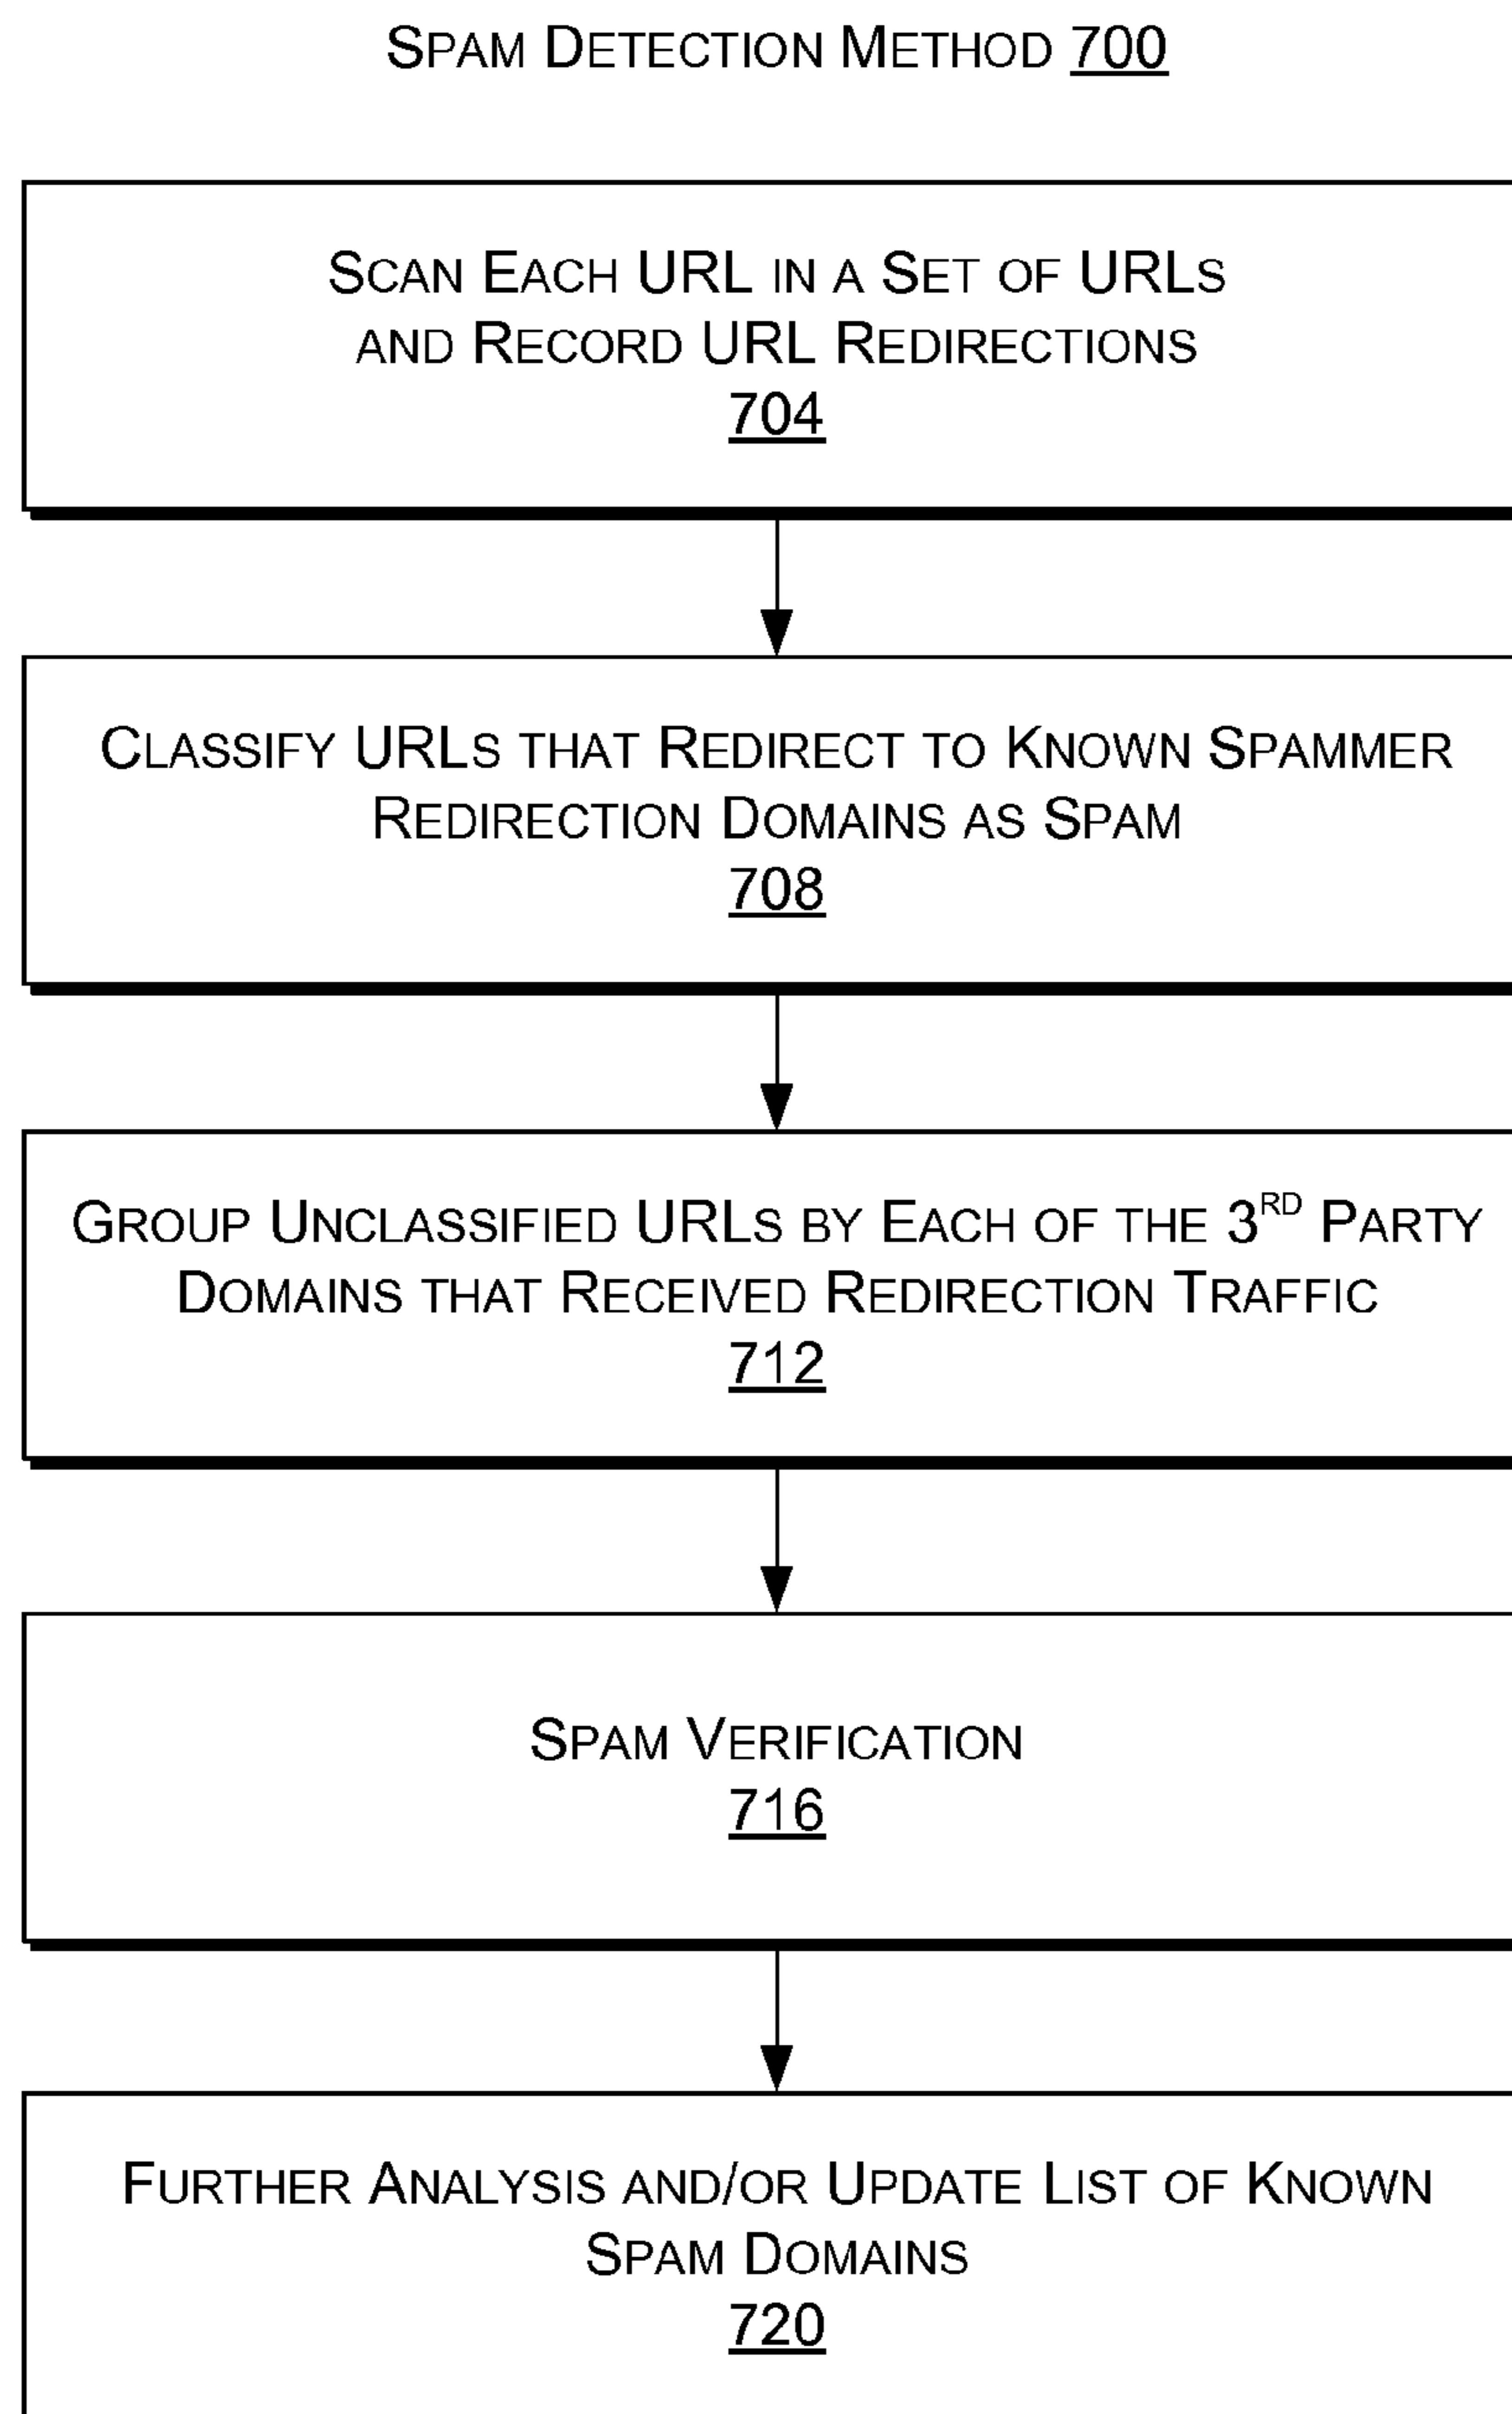 SPAM DETECTION METHOD 700
SCAN EACH URL IN A SET OF URLS
AND RECORD URL REDIRECTIONS
704
CLASSIFY URLS THAT REDIRECT TO KNOWN SPAMMER
REDIRECTION DOMAINS AS SPAM
708
GROUP UNCLASSIFIED URLS BY EACH OF THE 3RD PARTY
DOMAINS THAT RECEIVED REDIRECTION TRAFFIC
712
SPAM VERIFICATION
716
FURTHER ANALYSIS AND/OR UPDATE LIST OF KNOWN
SPAM DOMAINS
720